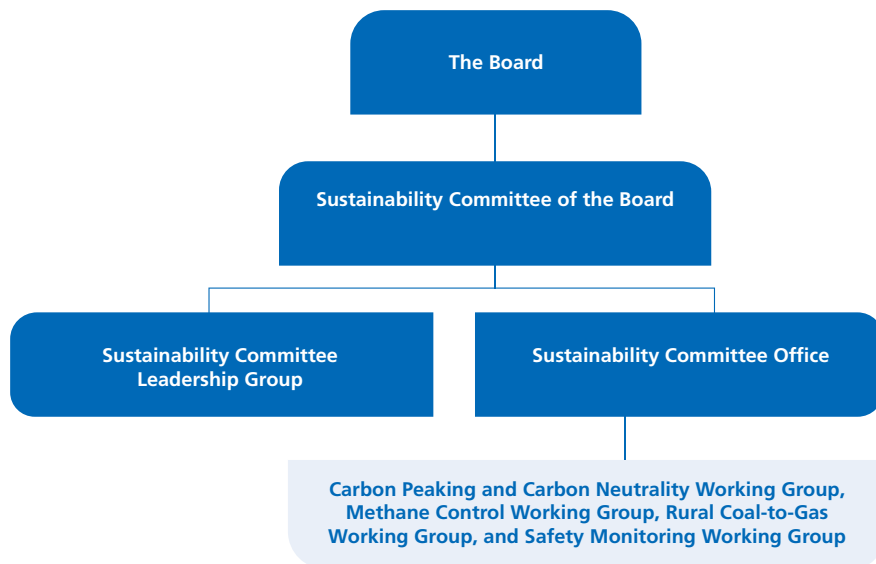 The Board
Sustainability Committee of the Board
Sustainability Committee
Leadership Group
Sustainability Committee Office
Carbon Peaking and Carbon Neutrality Working Group,
Methane Control Working Group, Rural Coal-to-Gas
Working Group, and Safety Monitoring Working Group